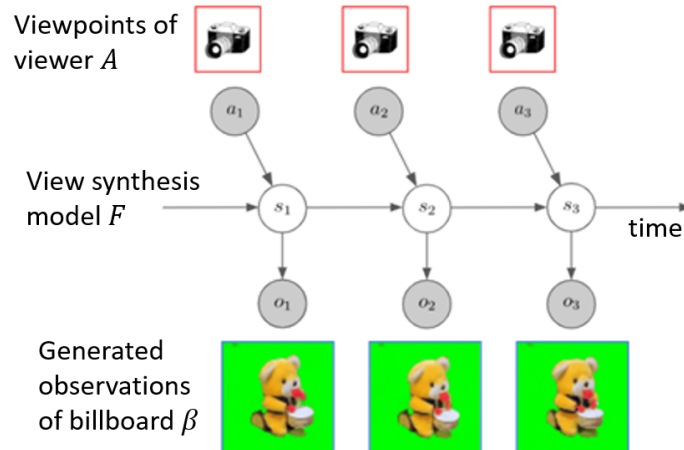 Viewpoints of
viewer A
a₁ a₂ a₃
View synthesis
model F
s₁ s₂ s₃
time
o₁ o₂ o₃
Generated
observations
of billboard β